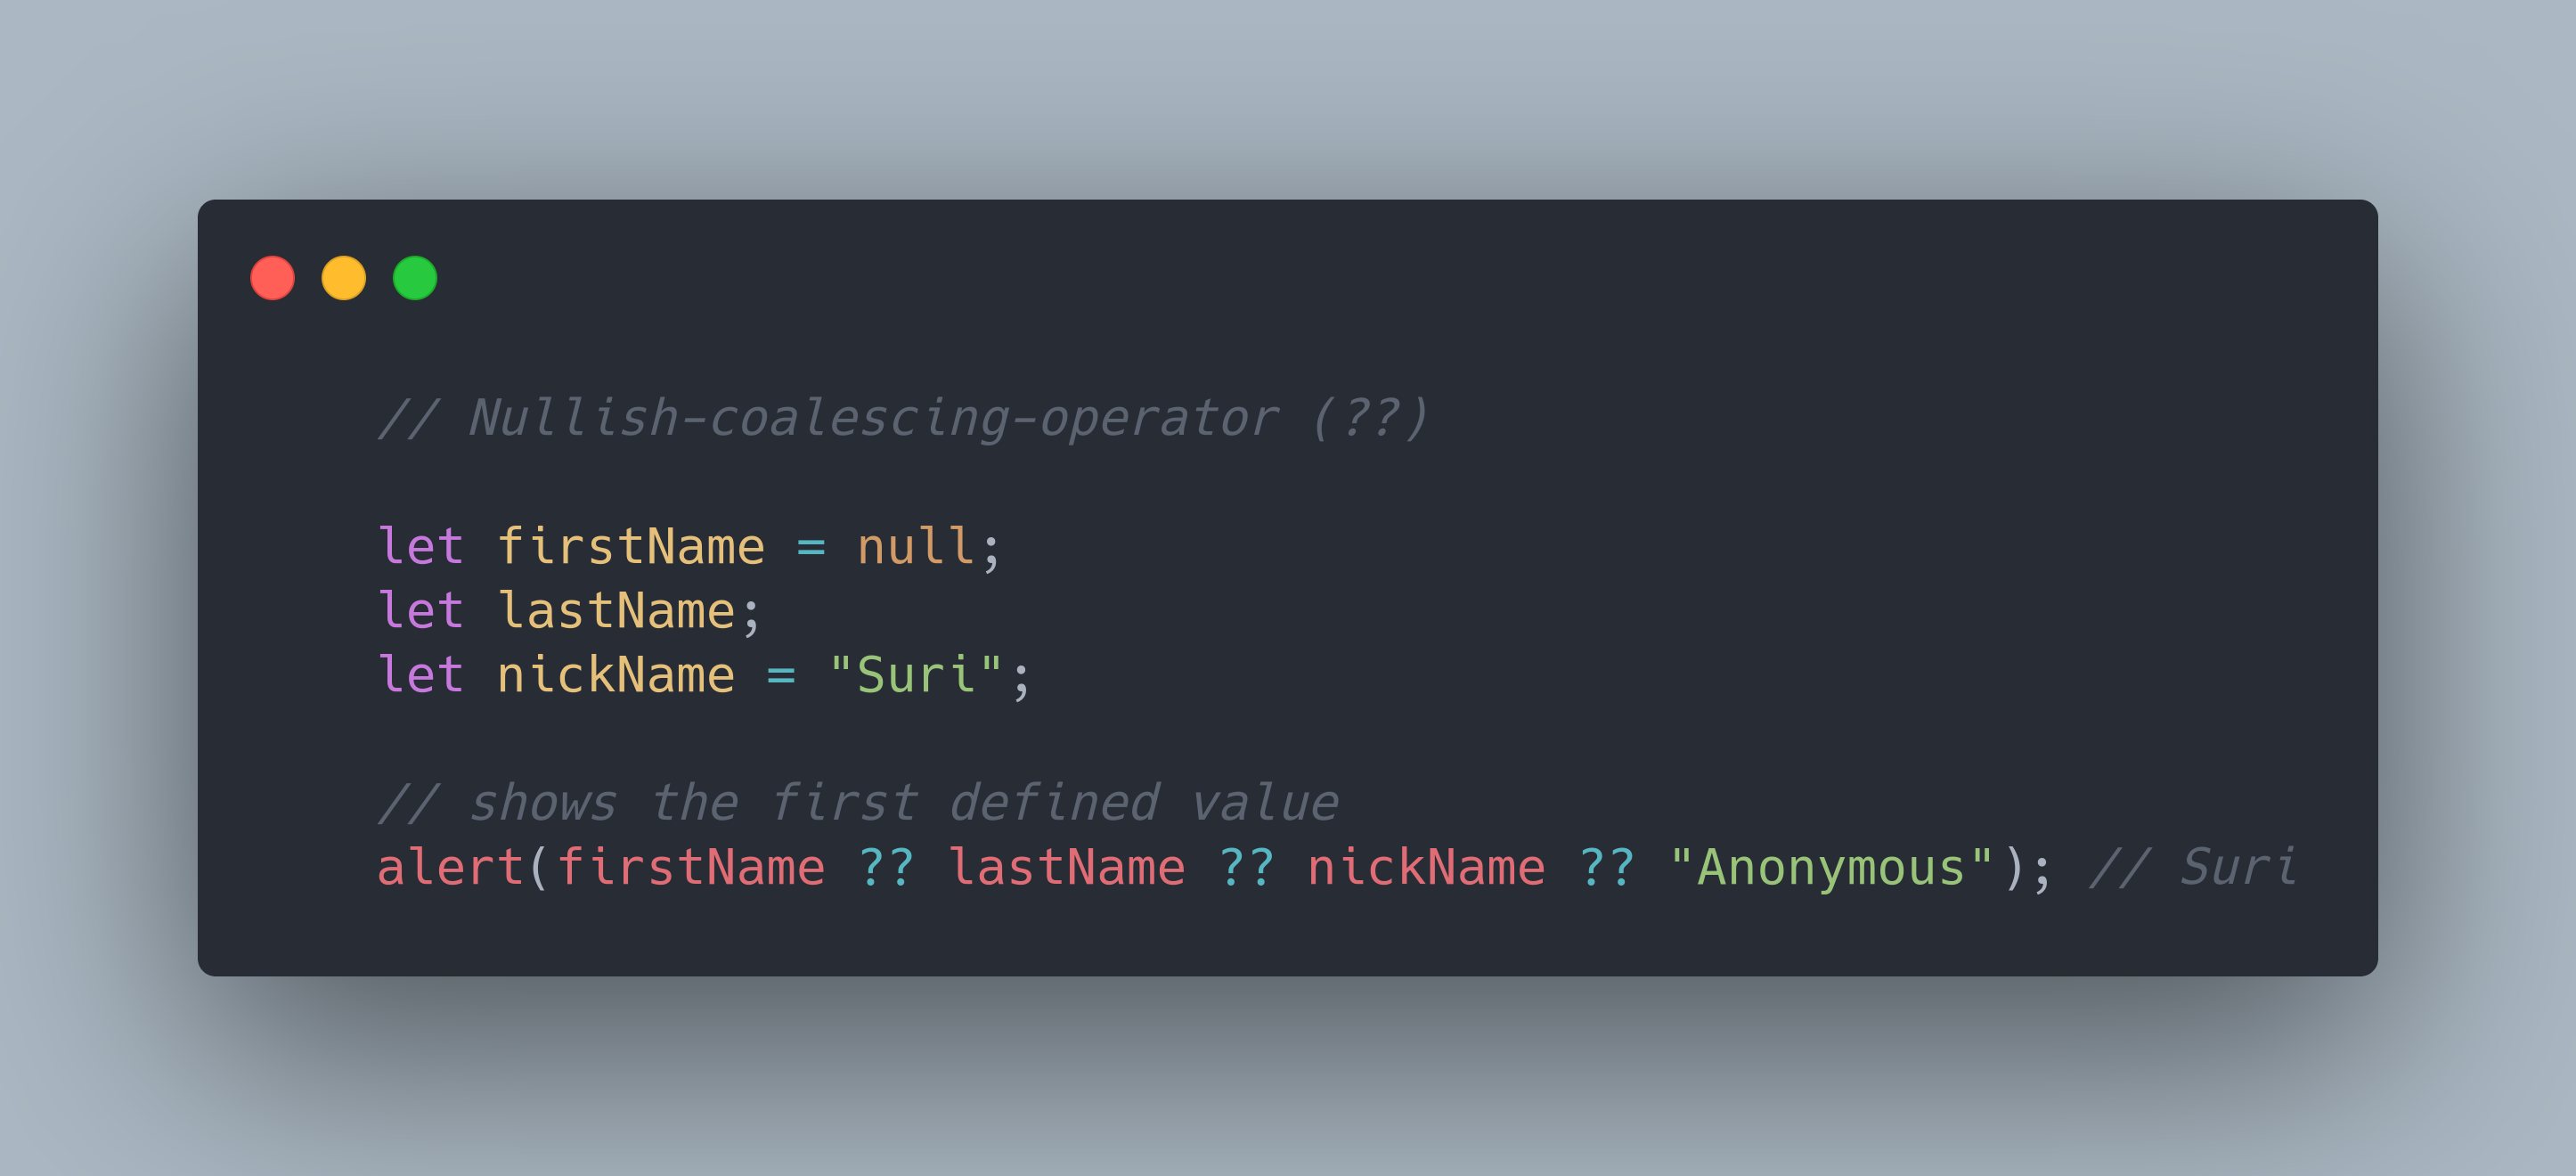 // Nullish-coalescing-operator (??)
let firstName = null;
let lastName;
let nickName = "Suri";
// shows the first defined value
alert(firstName ?? lastName ?? nickName ?? "Anonymous"); // Suri